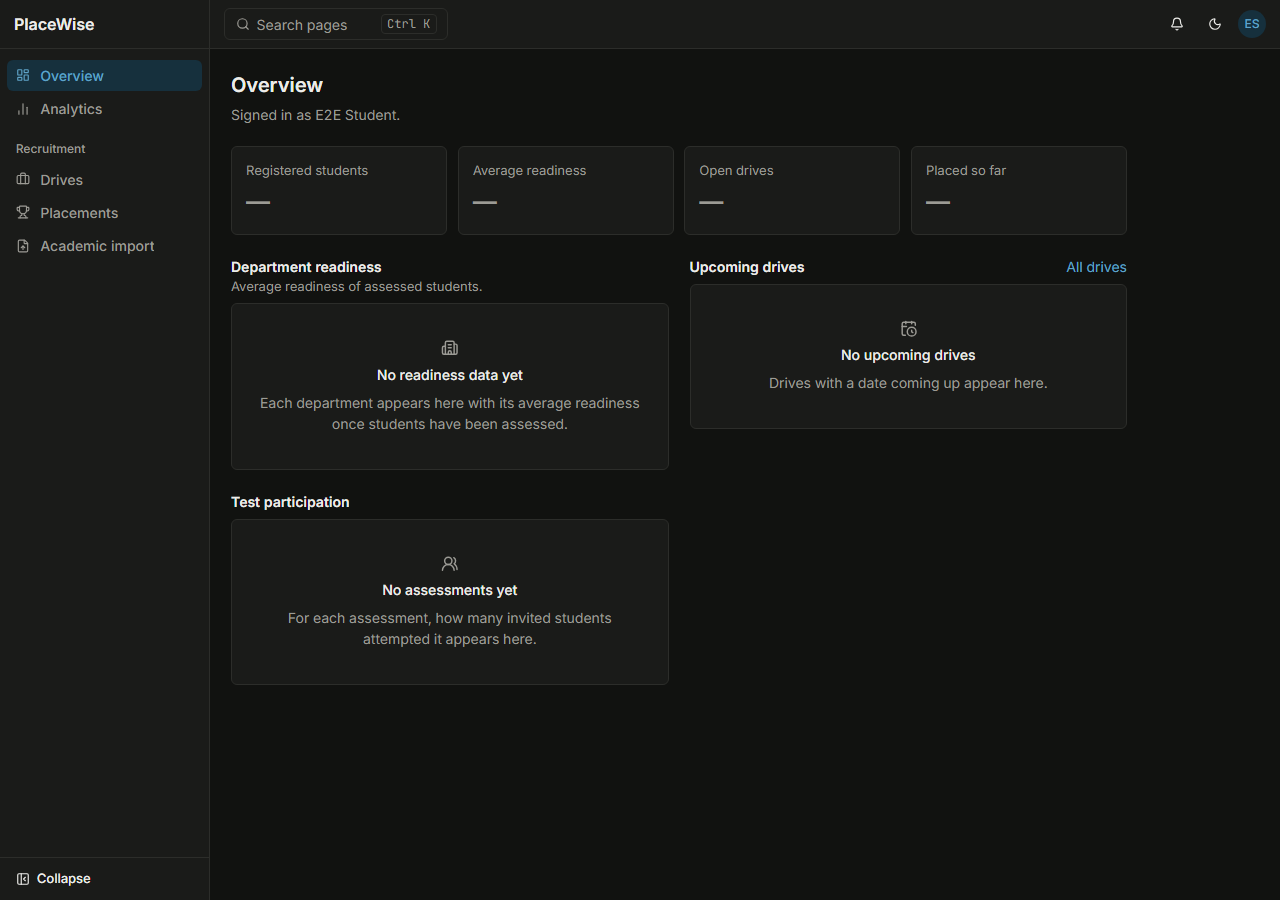 PlaceWise
Search pages
Ctrl K
ES
Overview
Analytics
Recruitment
Drives
Placements
Academic import
Collapse
Overview
Signed in as E2E Student.
Registered students
—
Average readiness
—
Open drives
—
Placed so far
—
Department readiness
Average readiness of assessed students.
No readiness data yet
Each department appears here with its average readiness
once students have been assessed.
Upcoming drives
All drives
No upcoming drives
Drives with a date coming up appear here.
Test participation
No assessments yet
For each assessment, how many invited students
attempted it appears here.